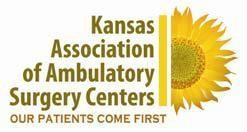 Kansas
Association
of Ambulatory
Surgery Centers
OUR PATIENTS COME FIRST